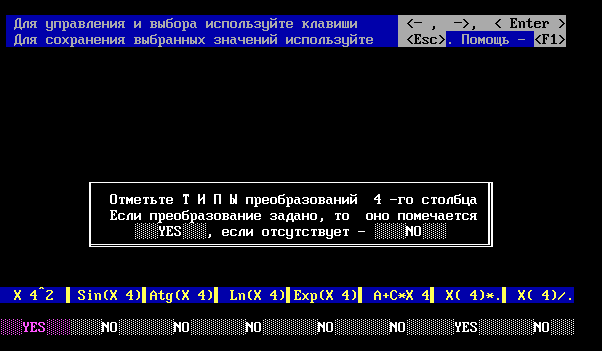 Для управления и выбора используйте клавиши <- , ->, < Enter >
Для сохранения выбранных значений используйте <Esc>. Помощь - <F1>
Отметьте Т И П Ы преобразований 4 -го столбца
Если преобразование задано, то оно помечается
YES , если отсутствует - NO
X 4^2 Sin(X 4) Atg(X 4) Ln(X 4) Exp(X 4) A+C*X 4 X( 4)*. X( 4)/.
YES NO NO NO NO NO YES NO